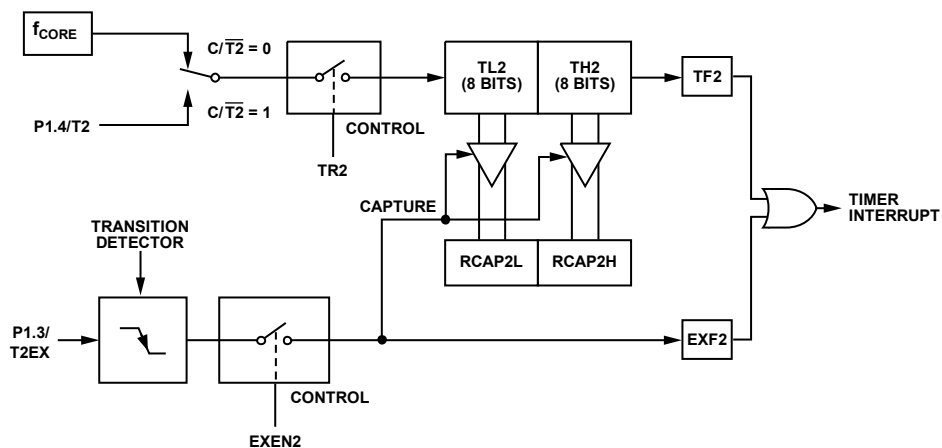 fCORE
C/T2 = 0
C/T2 = 1
P1.4/T2
CONTROL
TR2
TL2
(8 BITS)
TH2
(8 BITS)
TF2
CAPTURE
TIMER
INTERRUPT
TRANSITION
DETECTOR
RCAP2L
RCAP2H
P1.3/
T2EX
EXF2
CONTROL
EXEN2